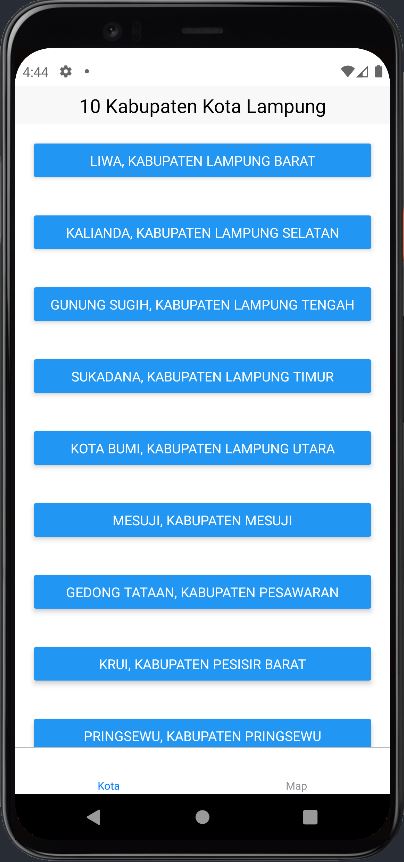 4:44
10 Kabupaten Kota Lampung
LIWA, KABUPATEN LAMPUNG BARAT
KALIANDA, KABUPATEN LAMPUNG SELATAN
GUNUNG SUGIH, KABUPATEN LAMPUNG TENGAH
SUKADANA, KABUPATEN LAMPUNG TIMUR
KOTA BUMI, KABUPATEN LAMPUNG UTARA
MESUJI, KABUPATEN MESUJI
GEDONG TATAAN, KABUPATEN PESAWARAN
KRUI, KABUPATEN PESISIR BARAT
PRINGSEWU, KABUPATEN PRINGSEWU
Kota Map